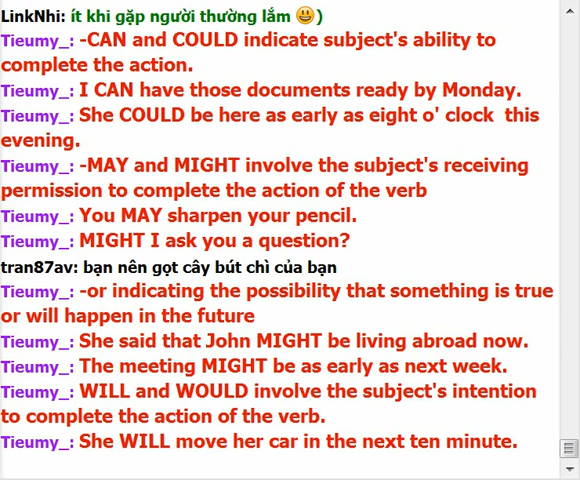 LinkNhi: ít khi gặp người thường lắm 😃)
Tieumy_: -CAN and COULD indicate subject's ability to
complete the action.
Tieumy_: I CAN have those documents ready by Monday.
Tieumy_: She COULD be here as early as eight o' clock  this
evening.
Tieumy_: -MAY and MIGHT involve the subject's receiving
permission to complete the action of the verb
Tieumy_: You MAY sharpen your pencil.
Tieumy_: MIGHT I ask you a question?
tran87av: bạn nên gọt cây bút chì của bạn
Tieumy_: -or indicating the possibility that something is true
or will happen in the future
Tieumy_: She said that John MIGHT be living abroad now.
Tieumy_: The meeting MIGHT be as early as next week.
Tieumy_: WILL and WOULD involve the subject's intention
to complete the action of the verb.
Tieumy_: She WILL move her car in the next ten minute.